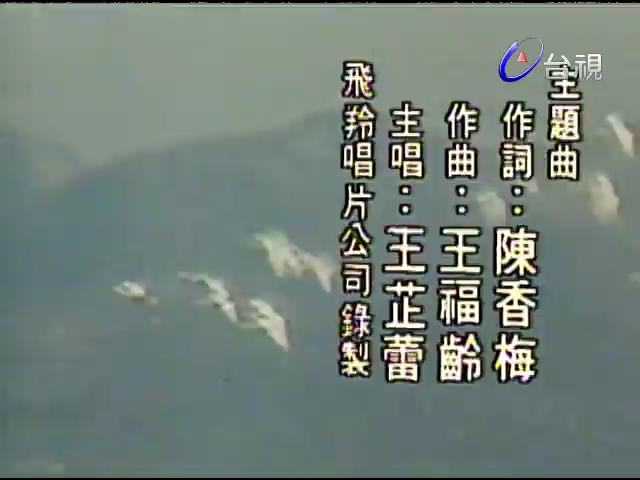 台視
主題曲
作詞：陳香梅
作曲：王福齡
主唱：王芷蕾
飛羚唱片公司錄製